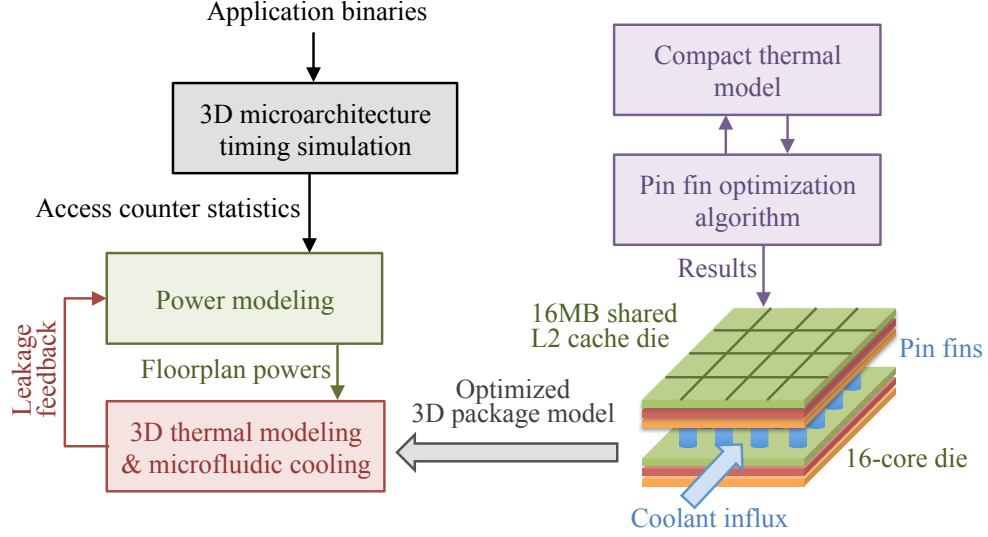 Application binaries
3D microarchitecture
timing simulation
Access counter statistics
Power modeling
Leakage
feedback
Floorplan powers
3D thermal modeling
& microfluidic cooling
Compact thermal
model
Pin fin optimization
algorithm
Results
16MB shared
L2 cache die
Pin fins
Optimized
3D package model
16-core die
Coolant influx